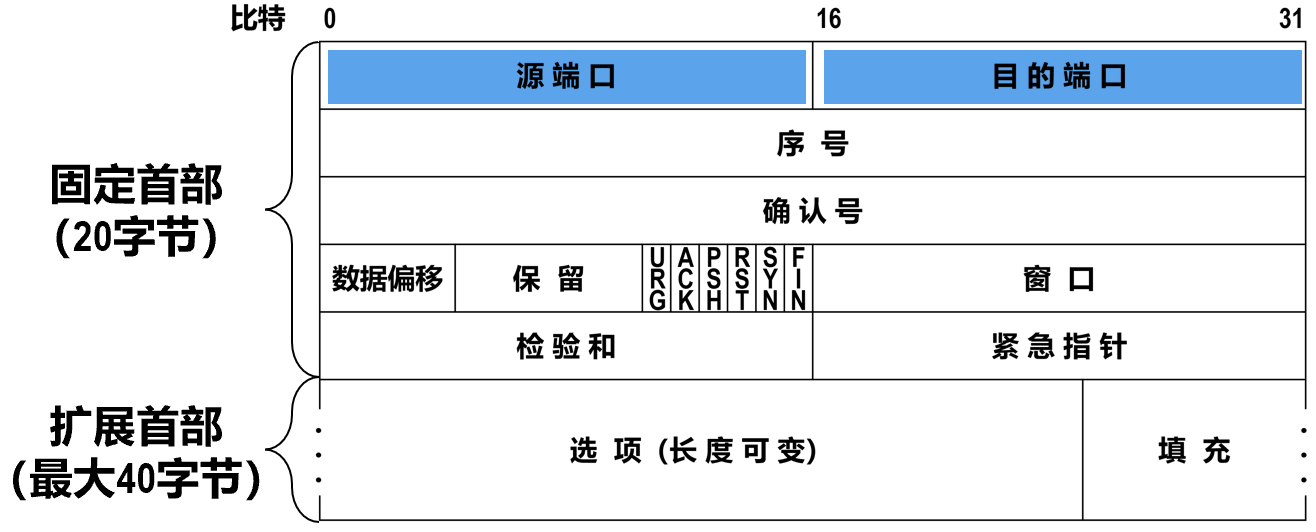 比特 0 16 31
源端口 目的端口
序号
固定首部
(20字节)
确认号
数据偏移 保留 URG ACK PSH RST SYN FIN 窗口
检验和 紧急指针
扩展首部
(最大40字节)
选项 (长度可变) 填充